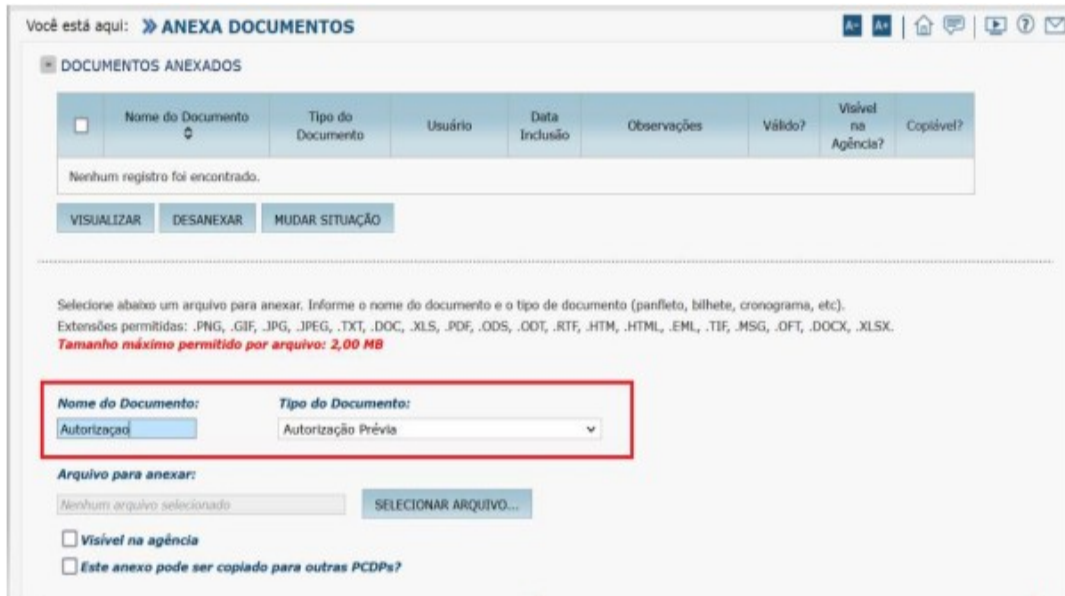 Você está aqui: » ANEXA DOCUMENTOS A- A+ ?
DOCUMENTOS ANEXADOS
Nome do Documento Tipo do Documento Usuário Data Inclusão Observações Válido? Visível na Agência? Copiável?
Nenhum registro foi encontrado.
VISUALIZAR DESANEXAR MUDAR SITUAÇÃO
Selecione abaixo um arquivo para anexar. Informe o nome do documento e o tipo de documento (panfleto, bilhete, cronograma, etc).
Extensões permitidas: .PNG, .GIF, .JPG, .JPEG, .TXT, .DOC, .XLS, .PDF, .ODS, .ODT, .RTF, .HTM, .HTML, .EML, .TIF, .MSG, .OFT, .DOCX, .XLSX.
Tamanho máximo permitido por arquivo: 2,00 MB
Nome do Documento: Tipo do Documento:
Autorizaçao Autorização Prévia
Arquivo para anexar:
Nenhum arquivo selecionado SELECIONAR ARQUIVO...
Visível na agência
Este anexo pode ser copiado para outras PCDPs?